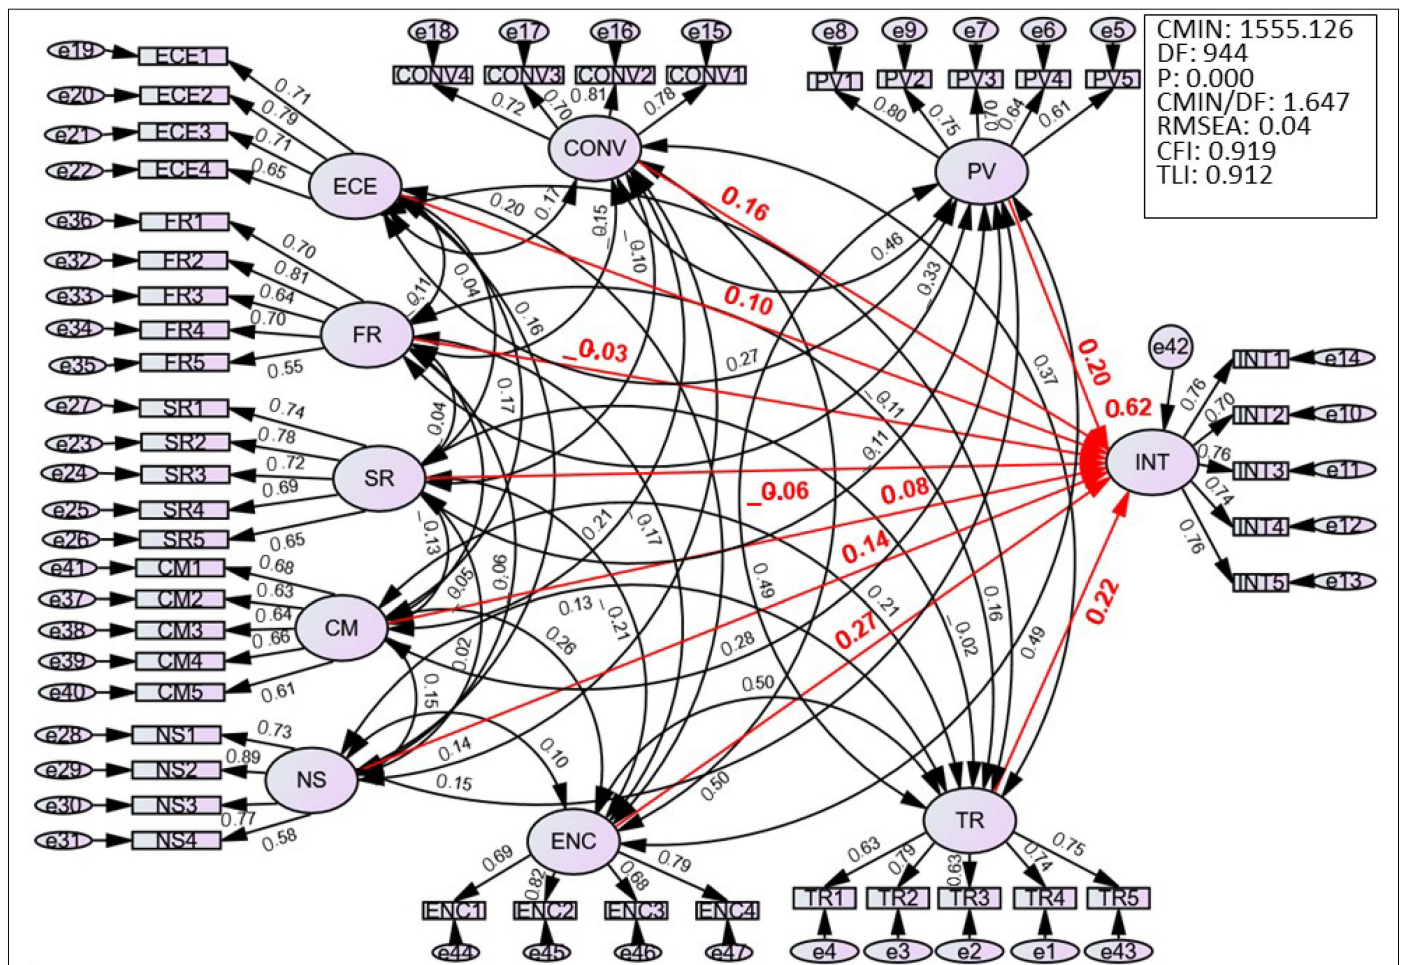 CMIN: 1555.126
DF: 944
P: 0.000
CMIN/DF: 1.647
RMSEA: 0.04
CFI: 0.919
TLI: 0.912
e18 e17 e16 e15
CONV4 CONV3 CONV2 CONV1
0.72 0.70 0.81 0.78
CONV
e8 e9 e7 e6 e5
PV1 PV2 PV3 PV4 PV5
0.80 0.75 0.70 0.64 0.61
PV
e19 ECE1 0.71
e20 ECE2 0.79
e21 ECE3 0.71
e22 ECE4 0.65
ECE
e36 FR1 0.70
e32 FR2 0.81
e33 FR3 0.64
e34 FR4 0.70
e35 FR5 0.55
FR
e27 SR1 0.74
e23 SR2 0.78
e24 SR3 0.72
e25 SR4 0.69
e26 SR5 0.65
SR
e41 CM1 0.68
e37 CM2 0.63
e38 CM3 0.64
e39 CM4 0.66
e40 CM5 0.61
CM
e28 NS1 0.73
e29 NS2 0.89
e30 NS3 0.77
e31 NS4 0.58
NS
0.20 0.17 -0.15 -0.10
0.46
0.33
-0.11 0.04 0.16
0.16
0.10
-0.03
0.27
0.37
0.20
0.62
-0.11
-0.11
0.17
-0.04
-0.06
0.08
0.14
-0.13
-0.05
0.06
0.21
-0.17
0.49
0.13
-0.21
0.21
0.16
-0.02
0.22
0.27
0.28
0.26
0.02
0.15
0.49
0.50
0.14
0.10
0.15
0.50
e42
INT
0.76 INT1 e14
0.70 INT2 e10
0.76 INT3 e11
0.74 INT4 e12
0.76 INT5 e13
ENC
0.69 0.82 0.68 0.79
ENC1 ENC2 ENC3 ENC4
e44 e45 e46 e47
TR
0.63 0.79 0.63 0.74 0.75
TR1 TR2 TR3 TR4 TR5
e4 e3 e2 e1 e43